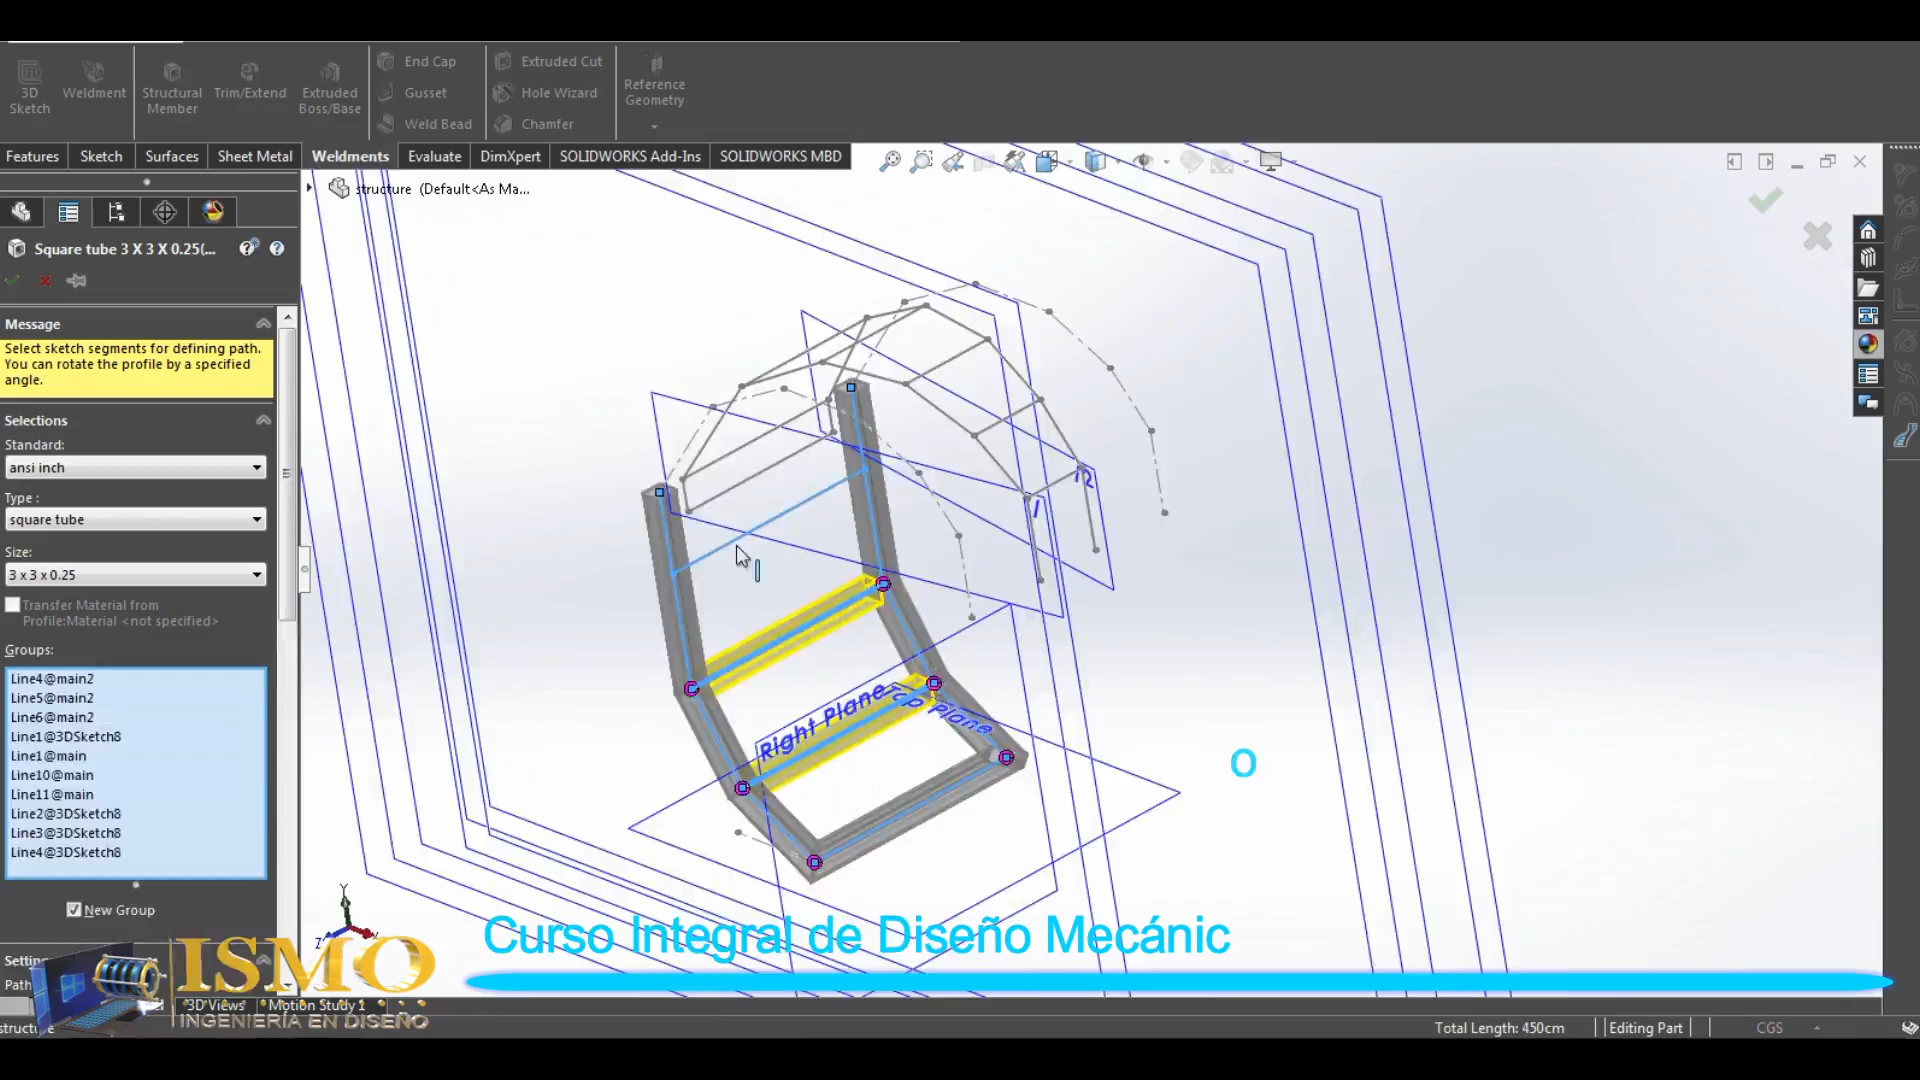 3D
Sketch
Weldment
Structural
Member
Trim/Extend
Extruded
Boss/Base
End Cap
Gusset
Weld Bead
Extruded Cut
Hole Wizard
Chamfer
Reference
Geometry
Features
Sketch
Surfaces
Sheet Metal
Weldments
Evaluate
DimXpert
SOLIDWORKS Add-Ins
SOLIDWORKS MBD
structure (Default<As Ma...
Square tube 3 X 3 X 0.25(...
Message
Select sketch segments for defining path.
You can rotate the profile by a specified
angle.
Selections
Standard:
ansi inch
Type :
square tube
Size:
3 x 3 x 0.25
Transfer Material from
Profile:Material <not specified>
Groups:
Line4@main2
Line5@main2
Line6@main2
Line1@3DSketch8
Line1@main
Line10@main
Line11@main
Line2@3DSketch8
Line3@3DSketch8
Line4@3DSketch8
New Group
Right Plane
Top Plane
Y
Z
o
Curso Integral de Diseño Mecánic
ISMO
INGENIERÍA EN DISEÑO
3D Views
Motion Study 1
structure
Total Length: 450cm
Editing Part
CGS